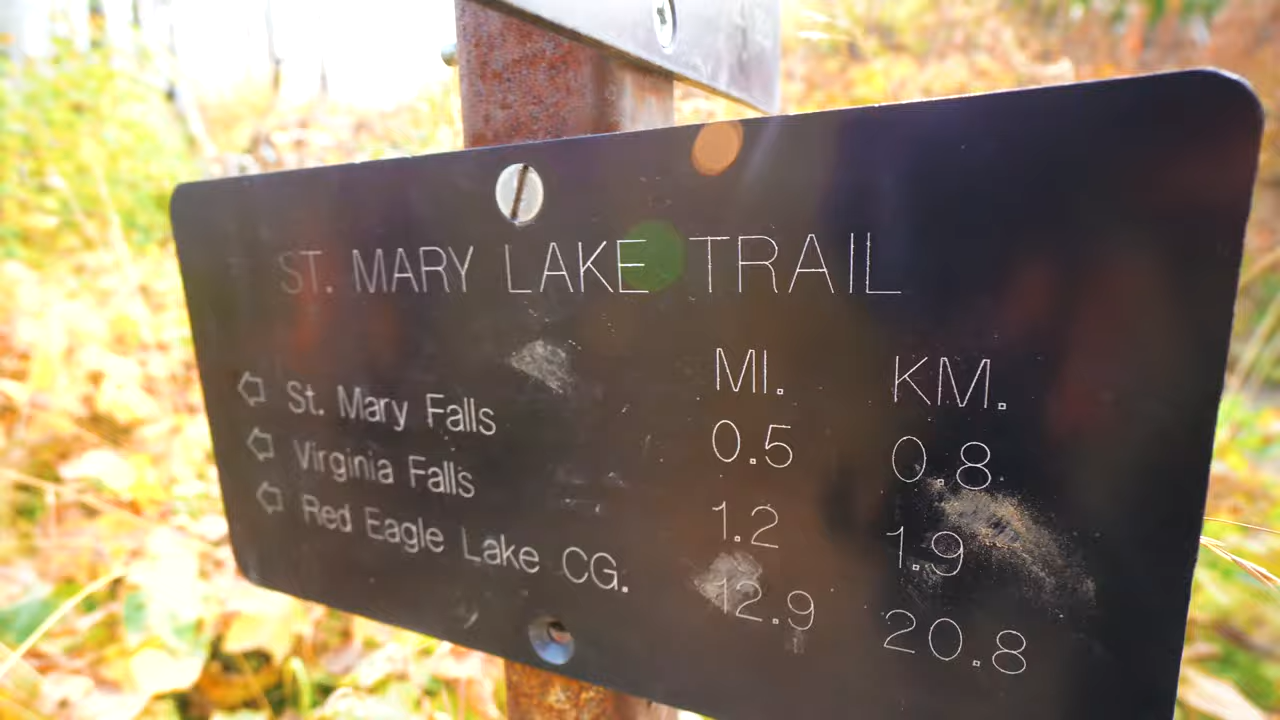 ST. MARY LAKE TRAIL
MI. KM.
St. Mary Falls 0.5 0.8
Virginia Falls 1.2 1.9
Red Eagle Lake CG. 12.9 20.8